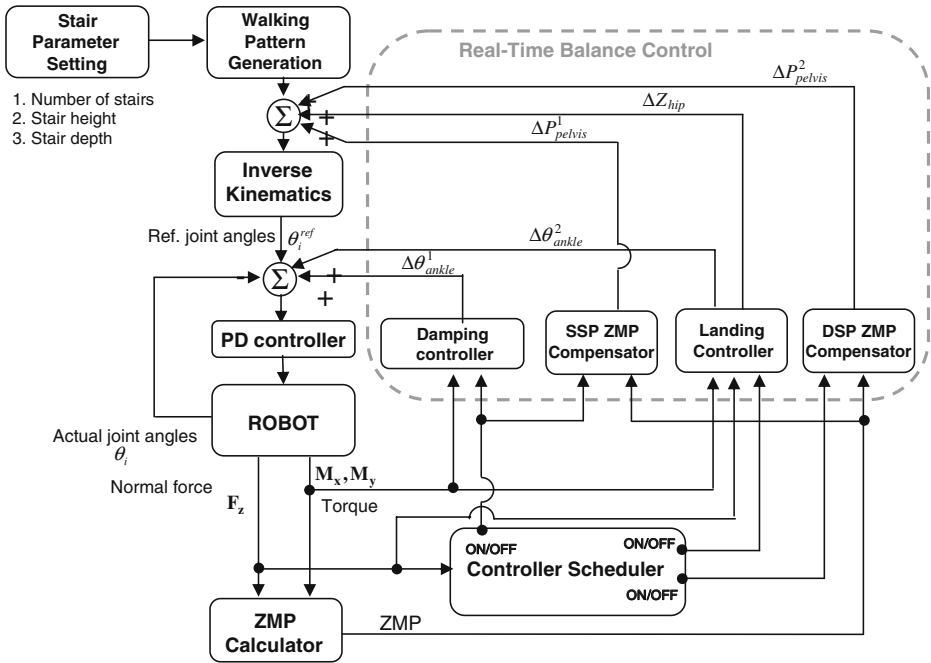 Stair
Parameter
Setting
Walking
Pattern
Generation
Real-Time Balance Control
1. Number of stairs
2. Stair height
3. Stair depth
ΔP²pelvis
ΔZhip
ΔP¹pelvis
Σ
+
+
+
Inverse
Kinematics
Ref. joint angles θᵢ^ref
Δθ²ankle
Δθ¹ankle
-
Σ
+
+
PD controller
Damping
controller
SSP ZMP
Compensator
Landing
Controller
DSP ZMP
Compensator
ROBOT
Actual joint angles
θᵢ
Normal force
Fz
Mx, My
Torque
ON/OFF
ON/OFF
Controller Scheduler
ON/OFF
ZMP
Calculator
ZMP